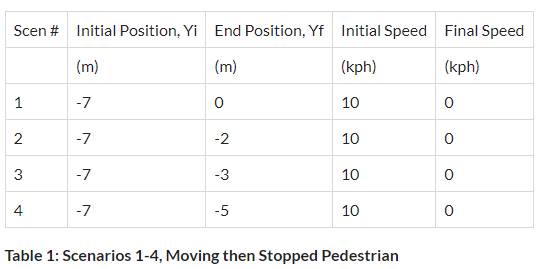 Scen # Initial Position, Yi End Position, Yf Initial Speed Final Speed
(m) (m) (kph) (kph)
1 -7 0 10 0
2 -7 -2 10 0
3 -7 -3 10 0
4 -7 -5 10 0
Table 1: Scenarios 1-4, Moving then Stopped Pedestrian